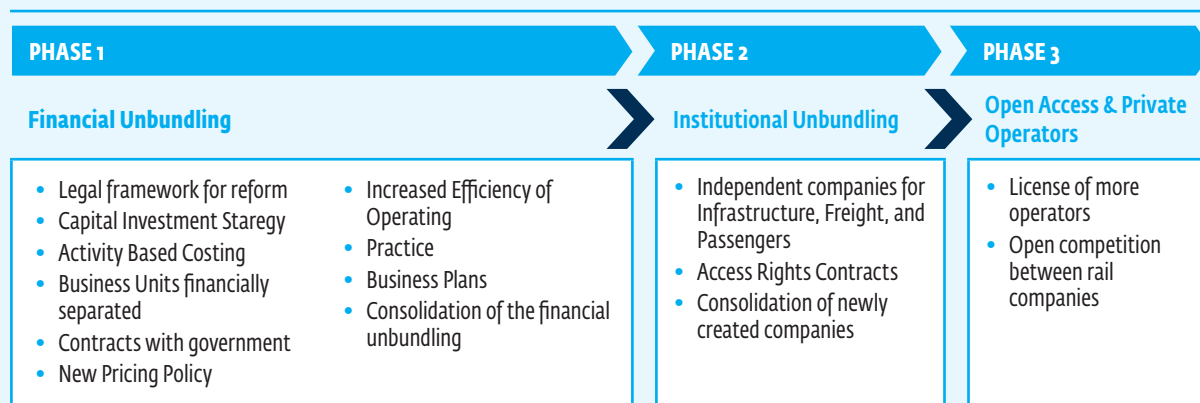 PHASE 1
Financial Unbundling
• Legal framework for reform
• Capital Investment Staregy
• Activity Based Costing
• Business Units financially
separated
• Contracts with government
• New Pricing Policy
• Increased Efficiency of
Operating
• Practice
• Business Plans
• Consolidation of the financial
unbundling
PHASE 2
Institutional Unbundling
• Independent companies for
Infrastructure, Freight, and
Passengers
• Access Rights Contracts
• Consolidation of newly
created companies
PHASE 3
Open Access & Private
Operators
• License of more
operators
• Open competition
between rail
companies